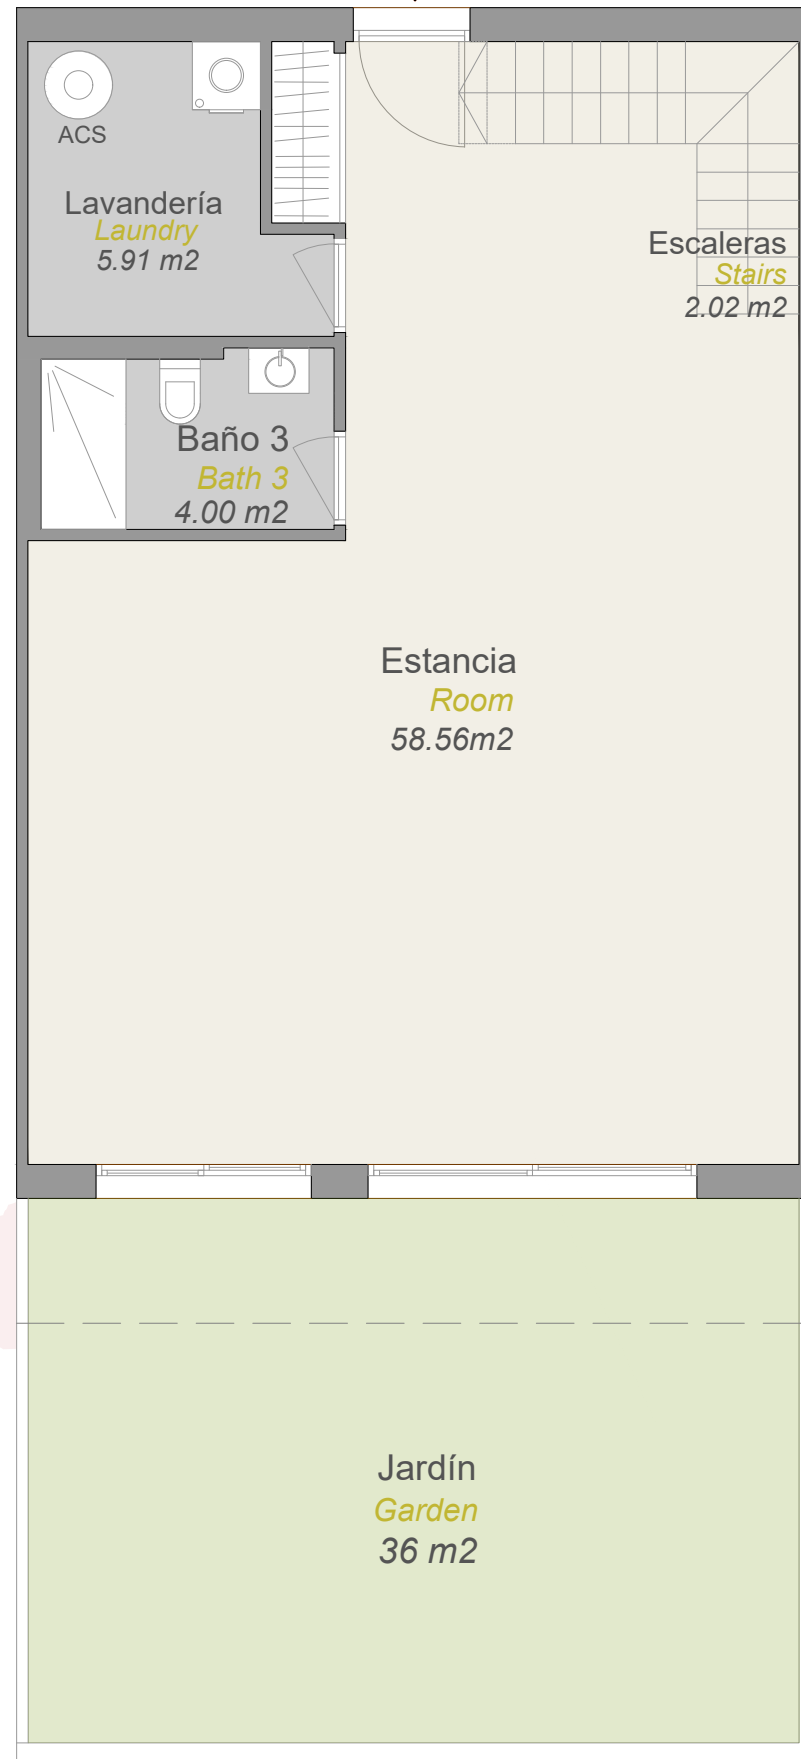 ACS
Lavandería
Laundry
5.91 m2
Escaleras
Stairs
2.02 m2
Baño 3
Bath 3
4.00 m2
Estancia
Room
58.56m2
Jardín
Garden
36 m2